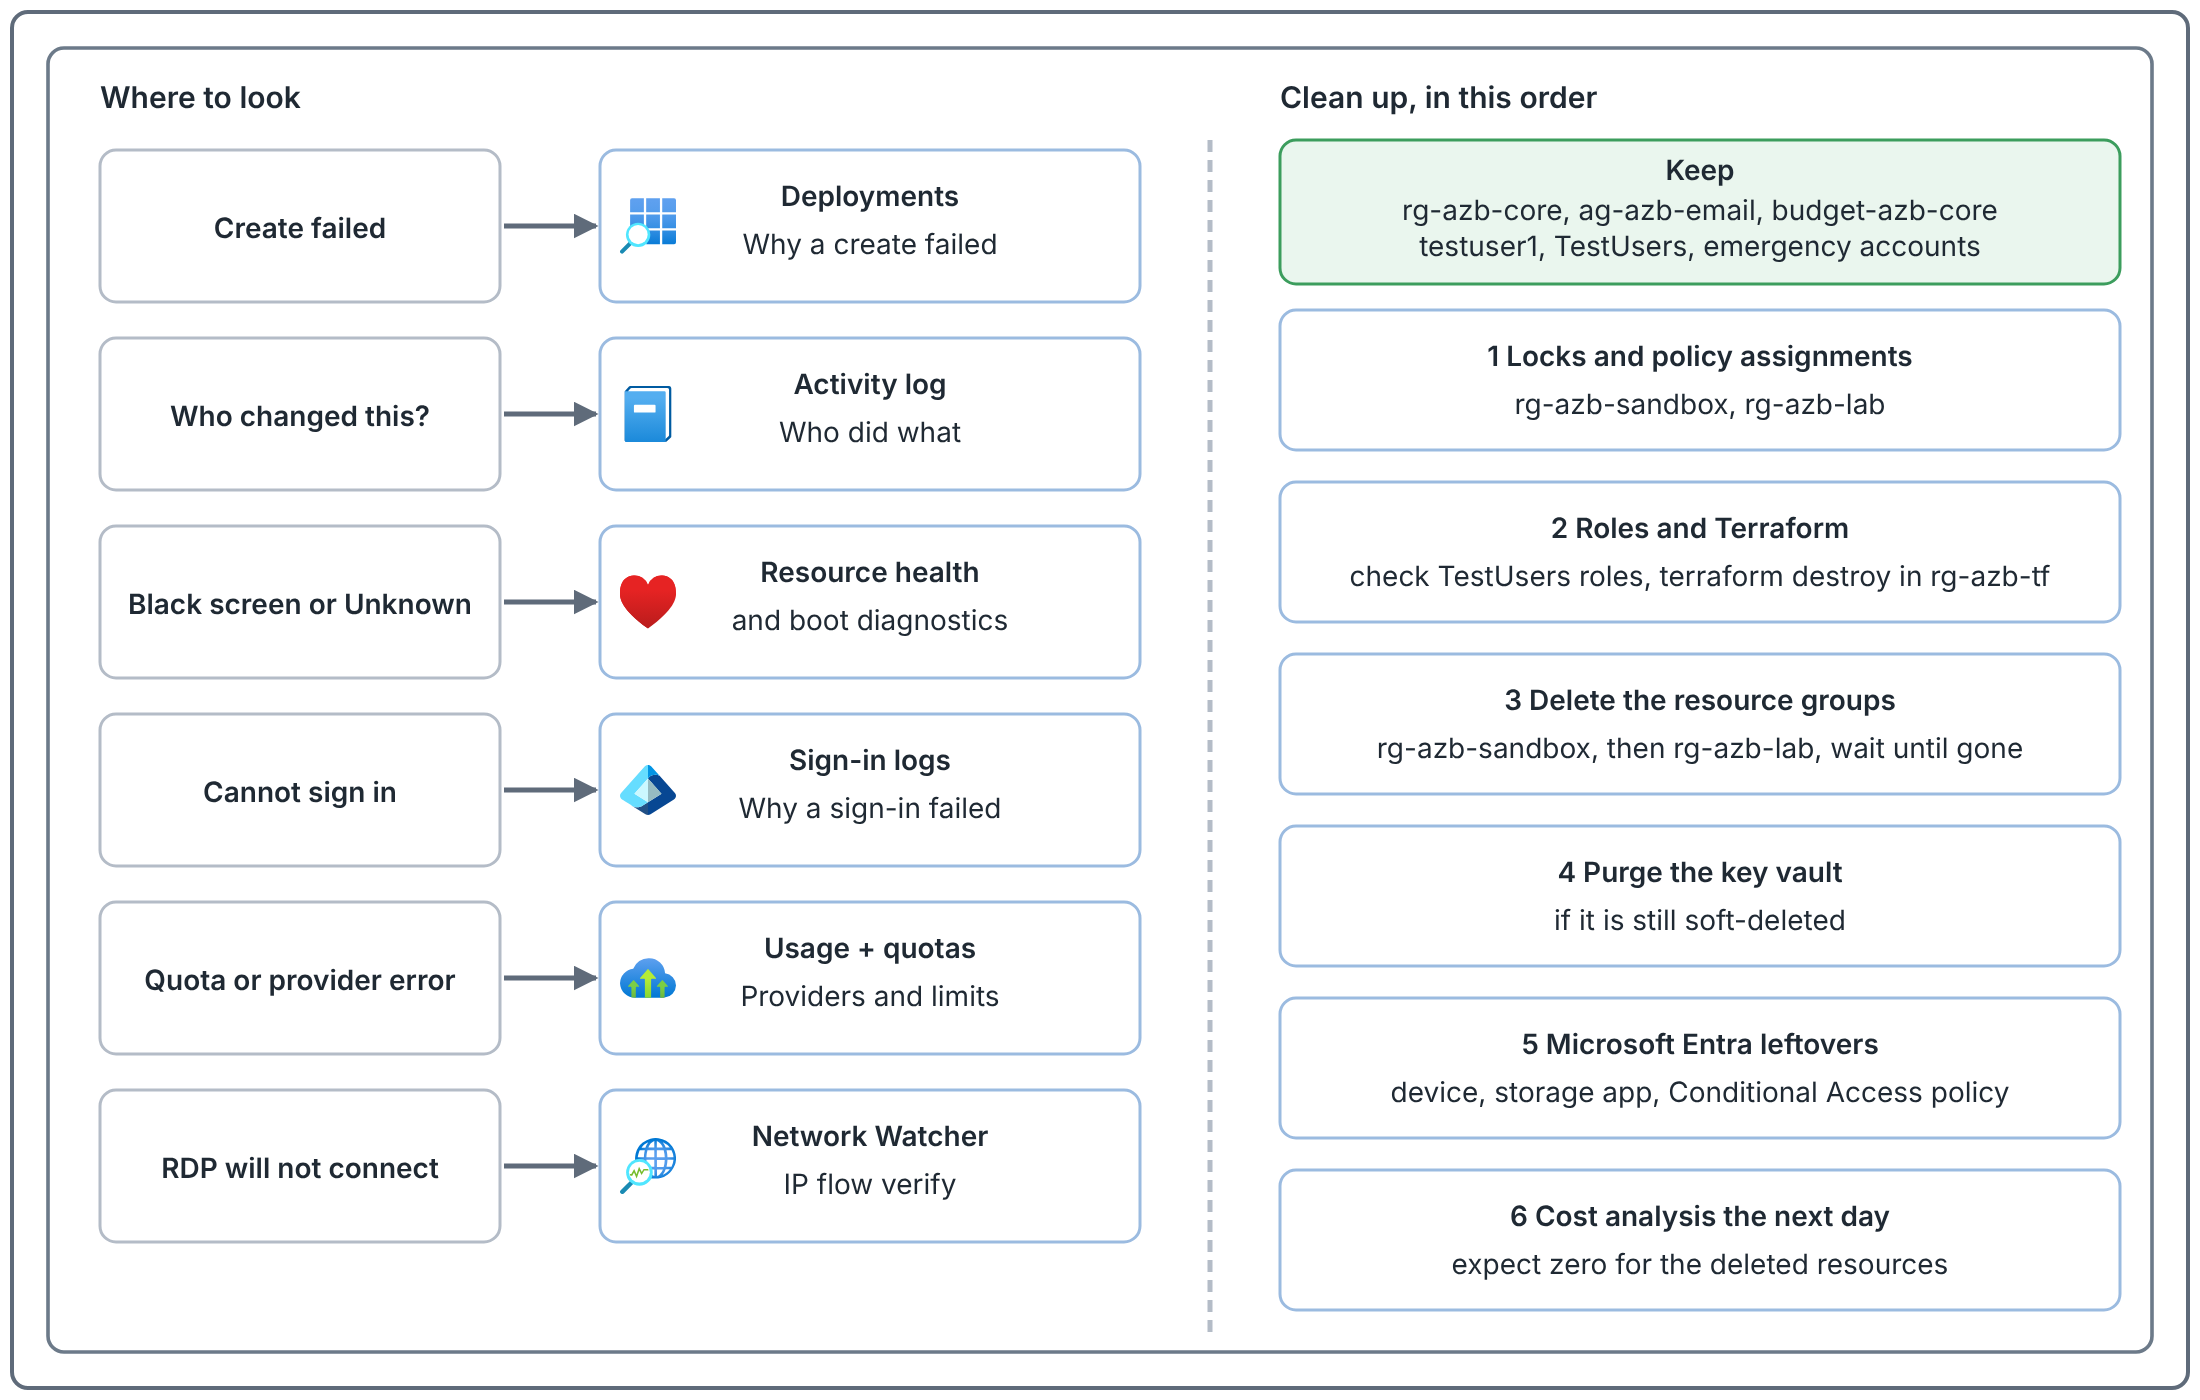 Where to look
Create failed
Deployments
Why a create failed
Who changed this?
Activity log
Who did what
Black screen or Unknown
Resource health
and boot diagnostics
Cannot sign in
Sign-in logs
Why a sign-in failed
Quota or provider error
Usage + quotas
Providers and limits
RDP will not connect
Network Watcher
IP flow verify
Clean up, in this order
Keep
rg-azb-core, ag-azb-email, budget-azb-core
testuser1, TestUsers, emergency accounts
1 Locks and policy assignments
rg-azb-sandbox, rg-azb-lab
2 Roles and Terraform
check TestUsers roles, terraform destroy in rg-azb-tf
3 Delete the resource groups
rg-azb-sandbox, then rg-azb-lab, wait until gone
4 Purge the key vault
if it is still soft-deleted
5 Microsoft Entra leftovers
device, storage app, Conditional Access policy
6 Cost analysis the next day
expect zero for the deleted resources